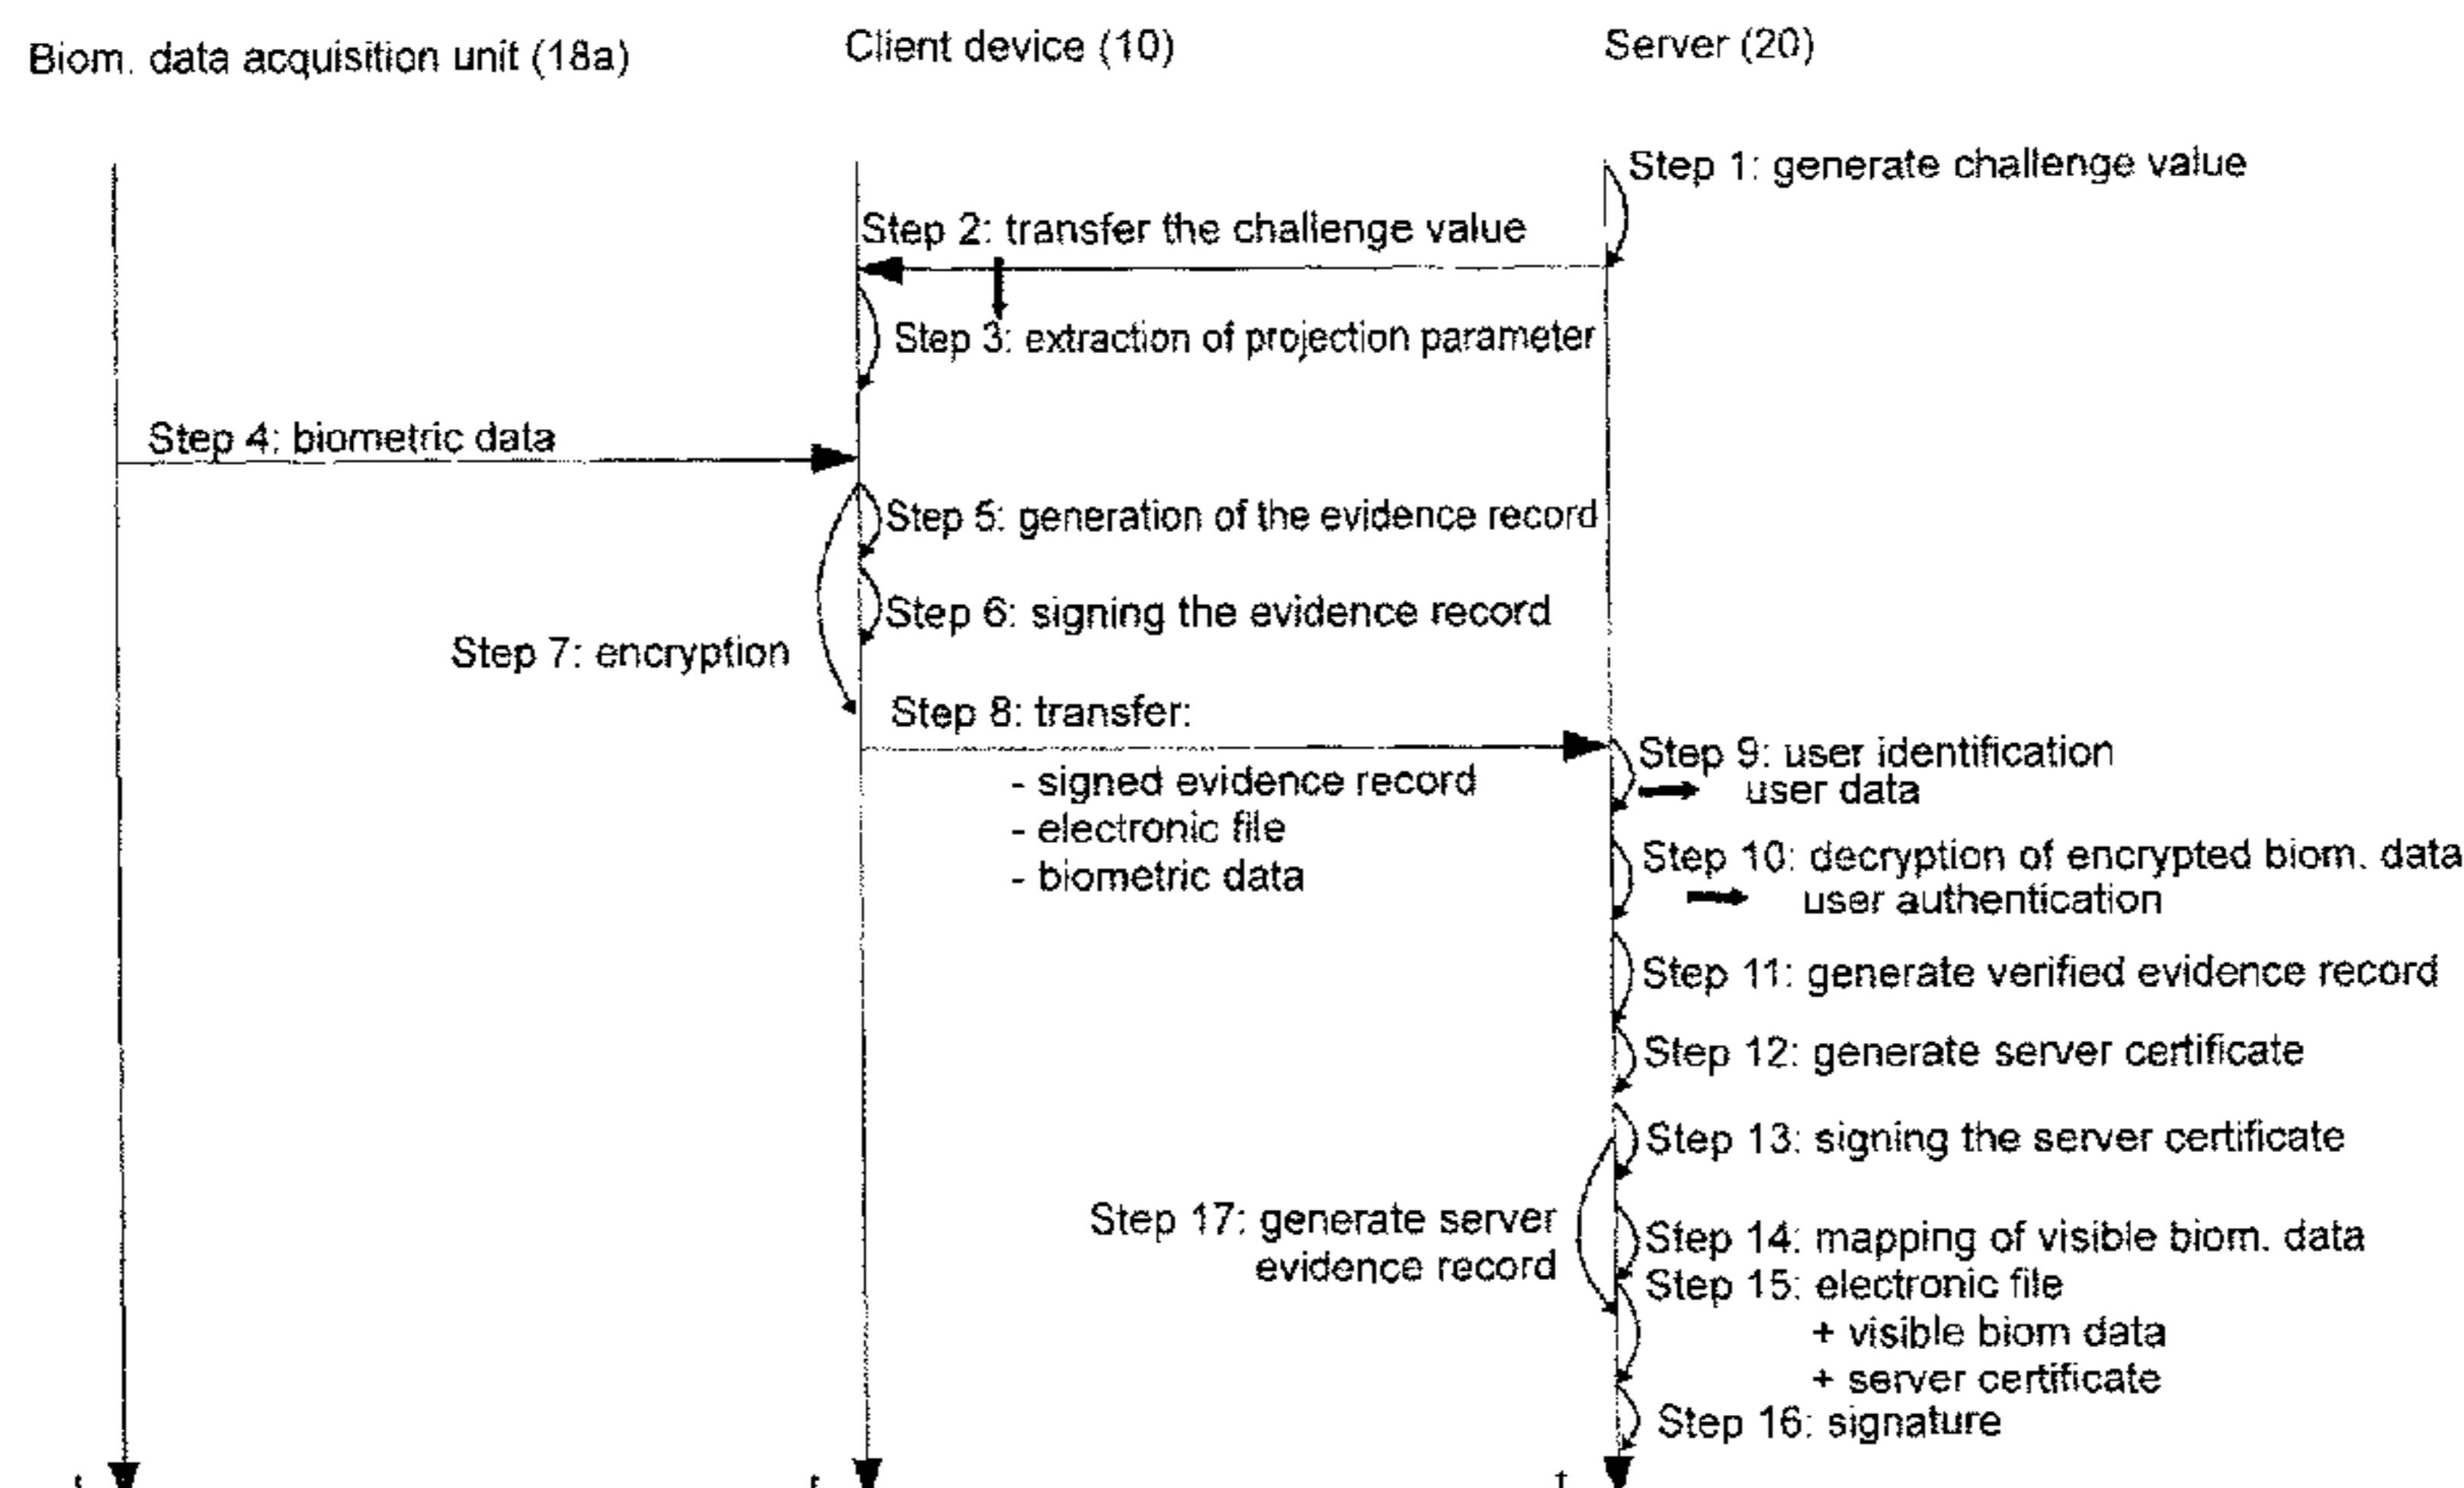 Biom. data acquisition unit (18a)
Client device (10)
Server (20)
Step 1: generate challenge value
Step 2: transfer the challenge value
Step 3: extraction of projection parameter
Step 4: biometric data
Step 5: generation of the evidence record
Step 6: signing the evidence record
Step 7: encryption
Step 8: transfer:
- signed evidence record
- electronic file
- biometric data
Step 9: user identification
user data
Step 10: decryption of encrypted biom. data
user authentication
Step 11: generate verified evidence record
Step 12: generate server certificate
Step 13: signing the server certificate
Step 17: generate server
evidence record
Step 14: mapping of visible biom. data
Step 15: electronic file
+ visible biom data
+ server certificate
Step 16: signature
t
t
t